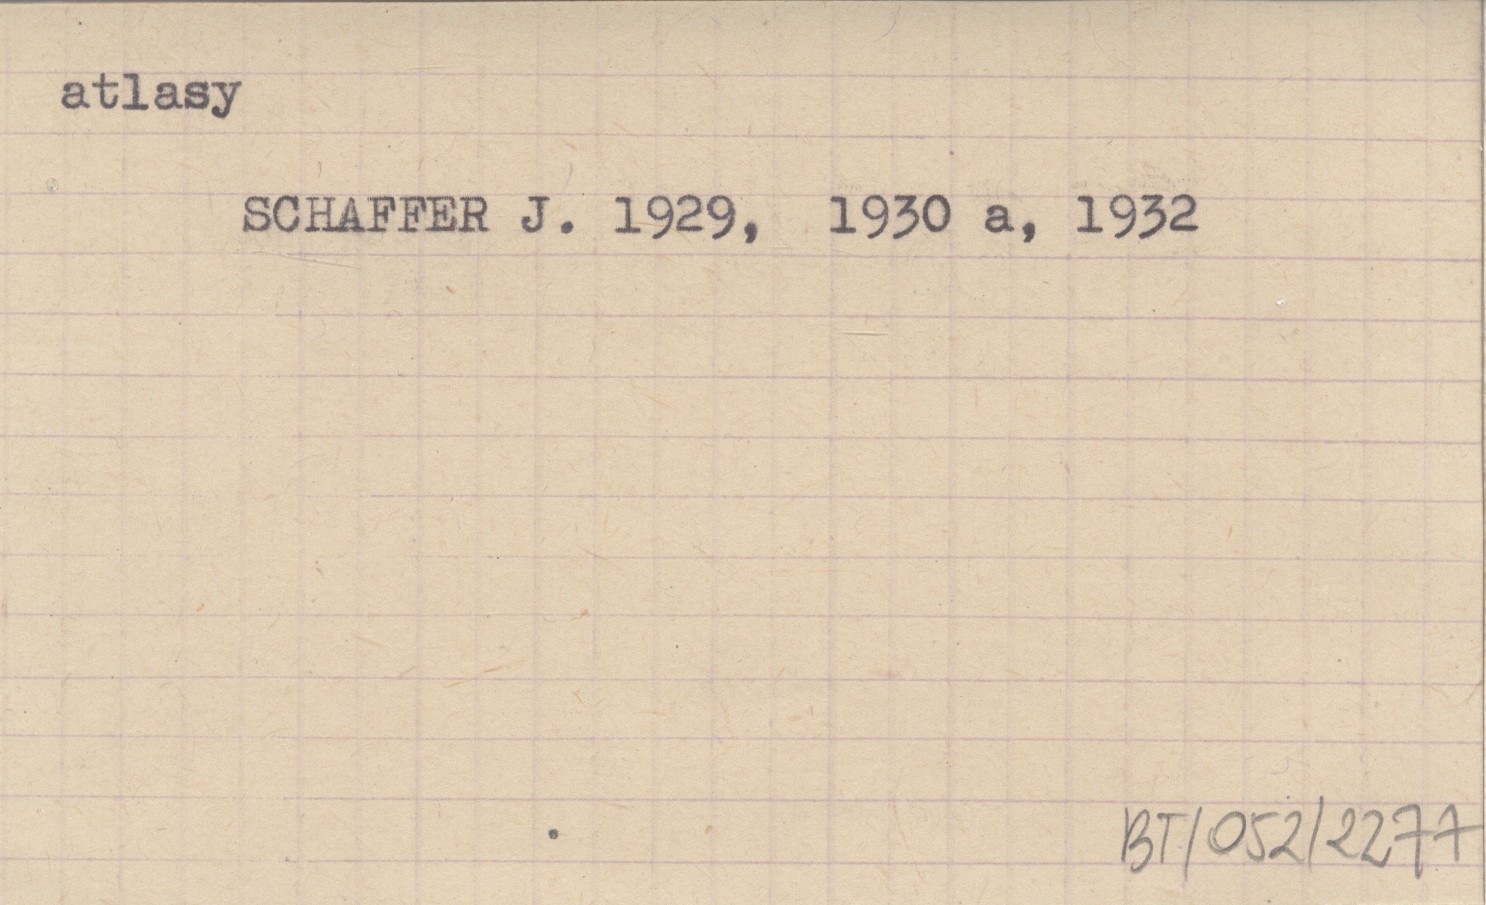 atlasy
SCHAFFER J. 1929, 1930 a, 1932
BT/052/2277